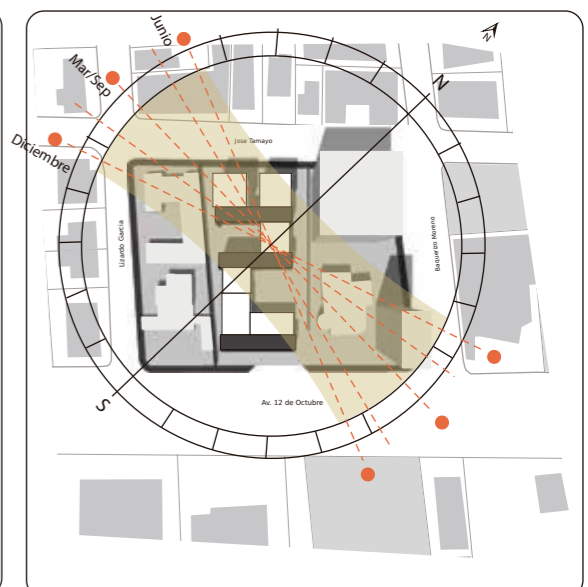 Junio
Mar/Sep
Diciembre
N
N
Jose Tamayo
Lizardo García
Baquerizo Moreno
S
Av. 12 de Octubre